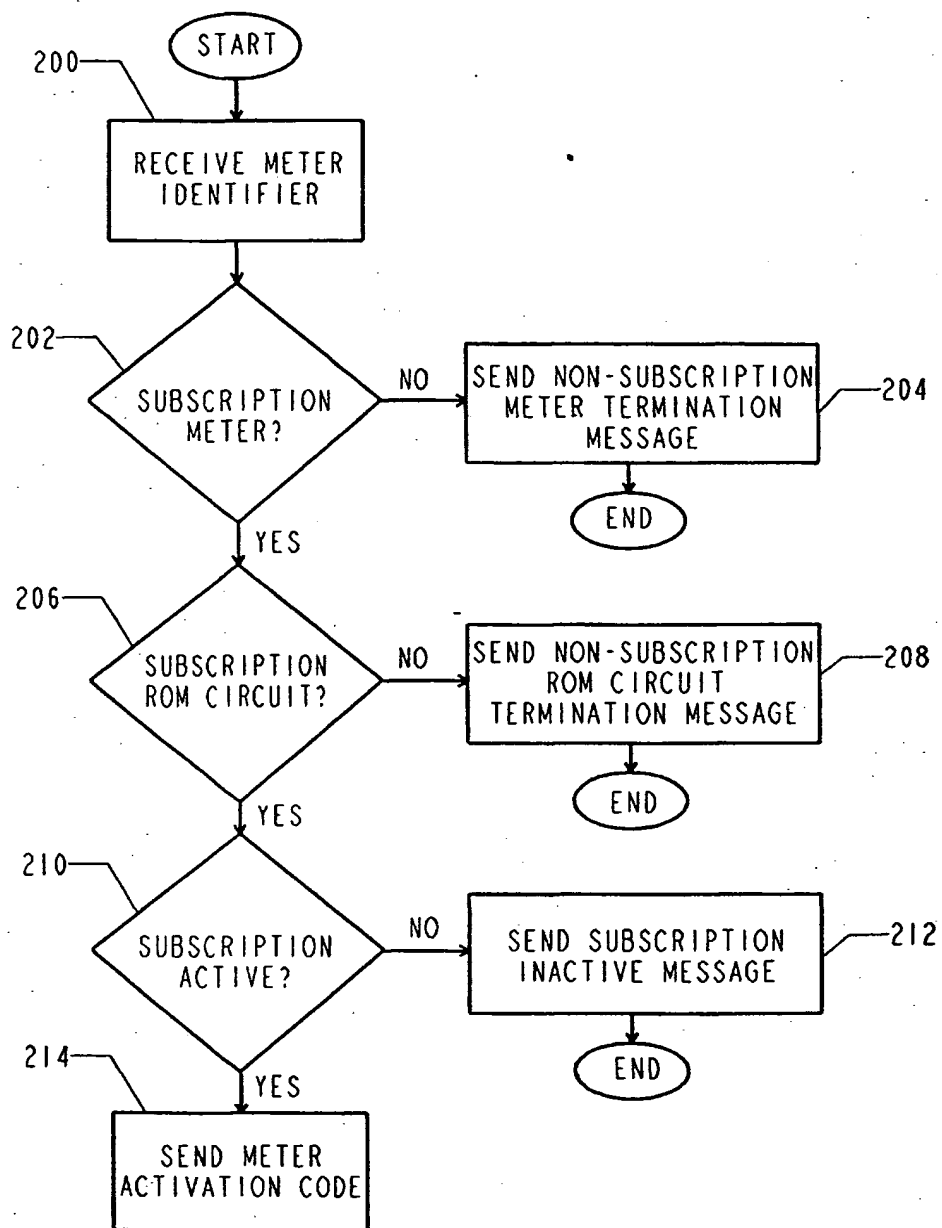 START
200
RECEIVE METER
IDENTIFIER
202
SUBSCRIPTION
METER?
NO
SEND NON-SUBSCRIPTION
METER TERMINATION
MESSAGE
204
END
YES
206
SUBSCRIPTION
ROM CIRCUIT?
NO
SEND NON-SUBSCRIPTION
ROM CIRCUIT
TERMINATION MESSAGE
208
END
YES
210
SUBSCRIPTION
ACTIVE?
NO
SEND SUBSCRIPTION
INACTIVE MESSAGE
212
END
YES
214
SEND METER
ACTIVATION CODE